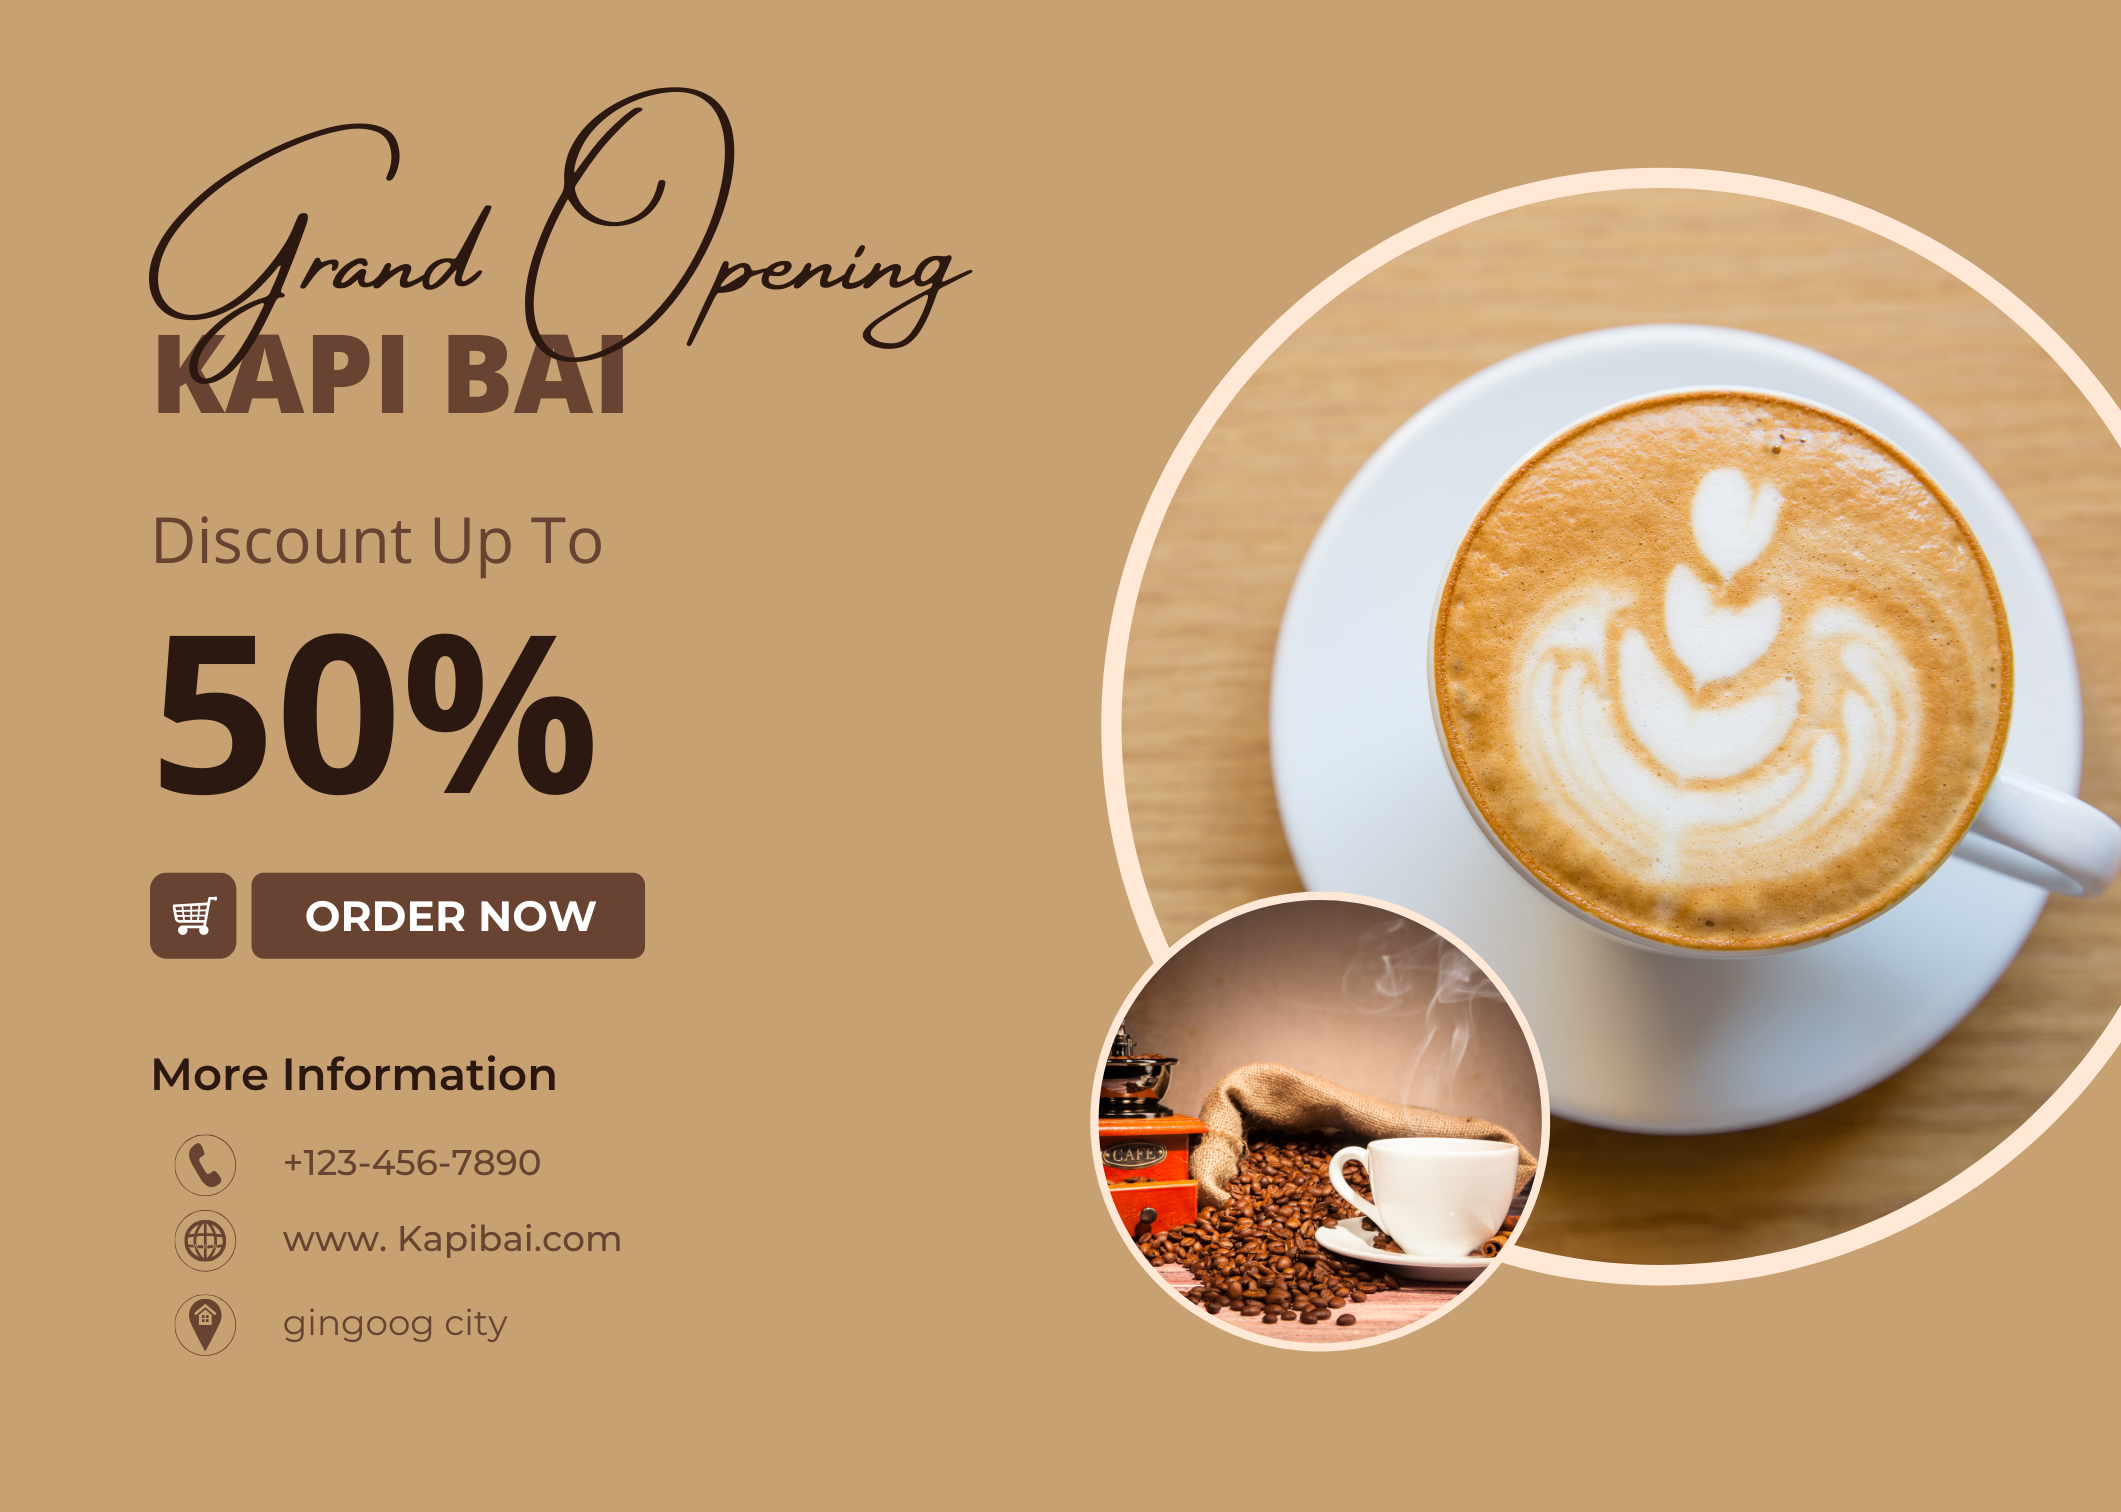 Grand Opening
KAPI BAI
Discount Up To
50%
ORDER NOW
More Information
+123-456-7890
www. Kapibai.com
gingoog city
CAFE